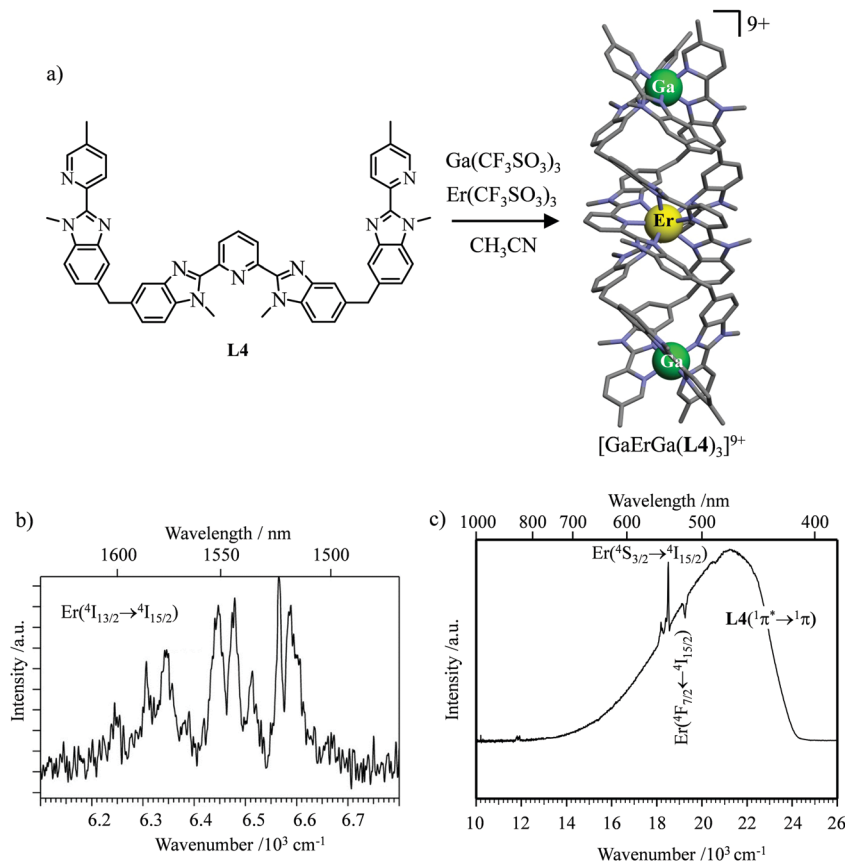 a)
N
N
N
N
N
N
N
N
N
N
N
L4
Ga(CF₃SO₃)₃
Er(CF₃SO₃)₃
CH₃CN
9+
Ga
Er
Ga
[GaErGa(L4)₃]⁹⁺
b)
Wavelength / nm
1600 1550 1500
Er(⁴I₁₃/₂→⁴I₁₅/₂)
Intensity /a.u.
6.2 6.3 6.4 6.5 6.6 6.7
Wavenumber /10³ cm⁻¹
c)
Wavelength / nm
1000 800 700 600 500 400
Er(⁴S₃/₂→⁴I₁₅/₂)
Er(⁴F₇/₂←⁴I₁₅/₂)
L4(¹π*→¹π)
Intensity /a.u.
10 12 14 16 18 20 22 24 26
Wavenumber /10³ cm⁻¹